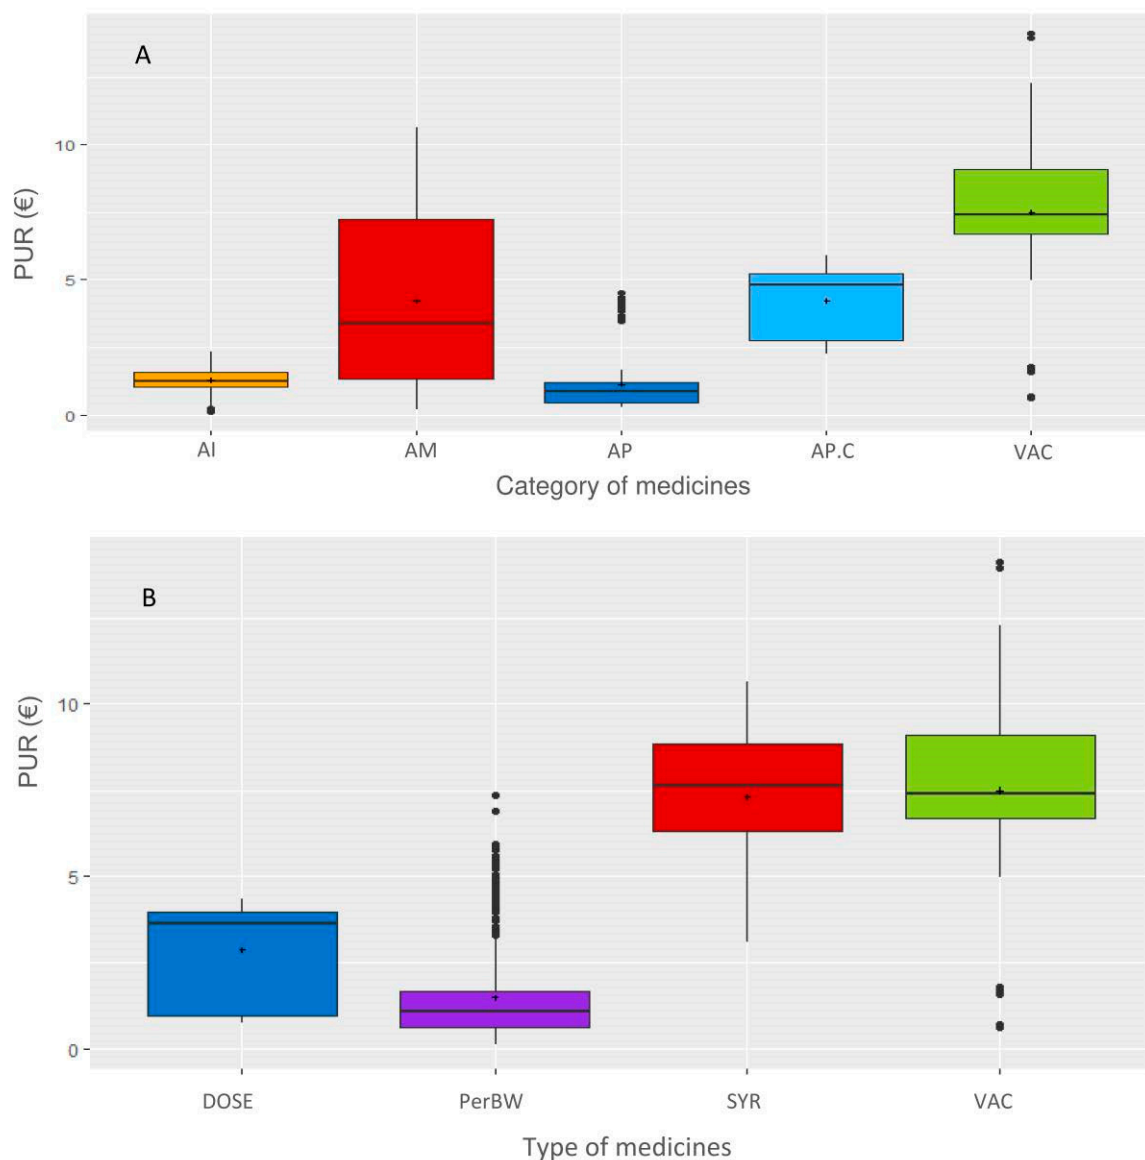 A
PUR (€)
10
5
0
AI AM AP AP.C VAC
Category of medicines
B
PUR (€)
10
5
0
DOSE PerBW SYR VAC
Type of medicines